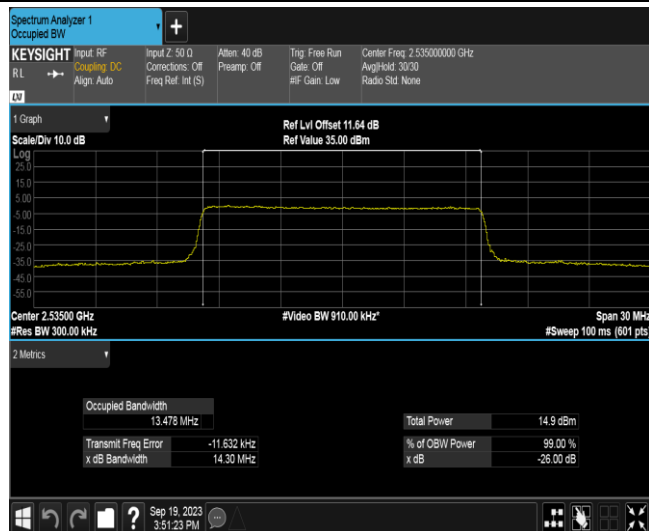 Spectrum Analyzer 1
Occupied BW
+
KEYSIGHT
RL
Input: RF
Coupling: DC
Align: Auto
Input Z: 50 Ω
Corrections: Off
Freq Ref: Int (S)
Atten: 40 dB
Preamp: Off
Trig: Free Run
Gate: Off
#IF Gain: Low
Center Freq: 2.535000000 GHz
Avg|Hold: 30/30
Radio Std: None
1 Graph
Scale/Div 10.0 dB
Ref Lvl Offset 11.64 dB
Ref Value 35.00 dBm
Log
25.0
15.0
5.00
-5.00
-15.0
-25.0
-35.0
-45.0
-55.0
Center 2.53500 GHz
#Res BW 300.00 kHz
#Video BW 910.00 kHz*
Span 30 MHz
#Sweep 100 ms (601 pts)
2 Metrics
Occupied Bandwidth
13.478 MHz
Transmit Freq Error -11.632 kHz
x dB Bandwidth 14.30 MHz
Total Power 14.9 dBm
% of OBW Power 99.00 %
x dB -26.00 dB
?
Sep 19, 2023
3:51:23 PM